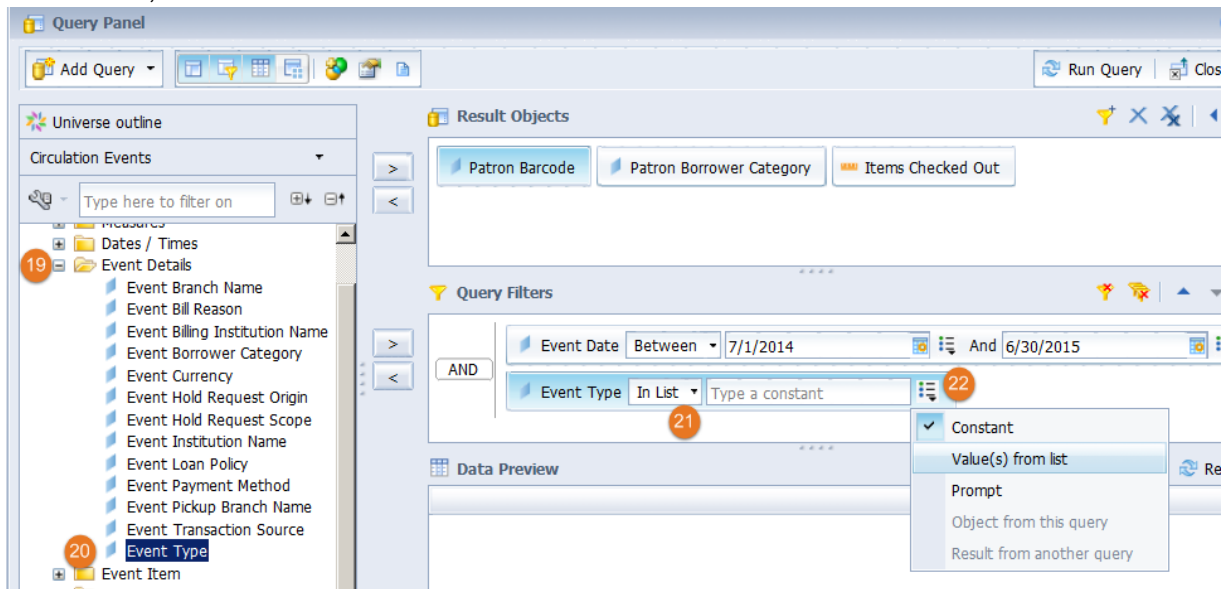 Query Panel
Add Query
Run Query
Universe outline
Result Objects
Circulation Events
Patron Barcode
Patron Borrower Category
Items Checked Out
>
Type here to filter on
<
Measures
Dates / Times
19
Event Details
Event Branch Name
Query Filters
Event Bill Reason
Event Billing Institution Name
>
Event Date
Between
7/1/2014
And
6/30/2015
Event Borrower Category
AND
Event Currency
<
Event Type
In List
Type a constant
22
Event Hold Request Origin
Event Hold Request Scope
21
Constant
Event Institution Name
Value(s) from list
Event Loan Policy
Data Preview
Event Payment Method
Prompt
Event Pickup Branch Name
Object from this query
Event Transaction Source
20
Event Type
Result from another query
Event Item